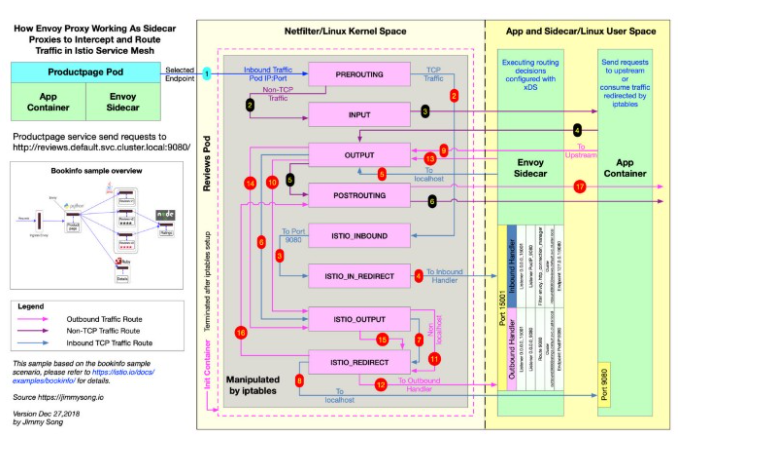 How Envoy Proxy Working As Sidecar
Proxies to Intercept and Route
Traffic in Istio Service Mesh
Productpage Pod
App
Container
Envoy
Sidecar
Selected
Endpoint
Productpage service send requests to
http://reviews.default.svc.cluster.local:9080/
Bookinfo sample overview
python
node
Legend
Outbound Traffic Route
Non-TCP Traffic Route
Inbound TCP Traffic Route
This sample based on the bookinfo sample
scenario, please refer to https://istio.io/docs/
examples/bookinfo/ for details.
Source https://jimmysong.io
Version Dec 27,2018
by Jimmy Song
Netfilter/Linux Kernel Space
Reviews Pod
Terminated after iptables setup
Init Container
1
Inbound Traffic
Pod IP:Port
PREROUTING
TCP
Traffic
2
Non-TCP
Traffic
2
INPUT
3
4
OUTPUT
9
13
To
Upstream
5
To
localhost
14
10
5
POSTROUTING
17
6
6
ISTIO_INBOUND
To Port
9080
3
ISTIO_IN_REDIRECT
4
To Inbound
Handler
ISTIO_OUTPUT
Non
localhost
16
15
7
11
ISTIO_REDIRECT
8
12
To Outbound
Handler
To
localhost
Manipulated
by iptables
App and Sidecar/Linux User Space
Executing routing
decisions
configured with
xDS
Send requests
to upstream
or
consume traffic
redirected by
iptables
Envoy
Sidecar
App
Container
Port 15001
Inbound Handler
Outbound Handler
Port 9080